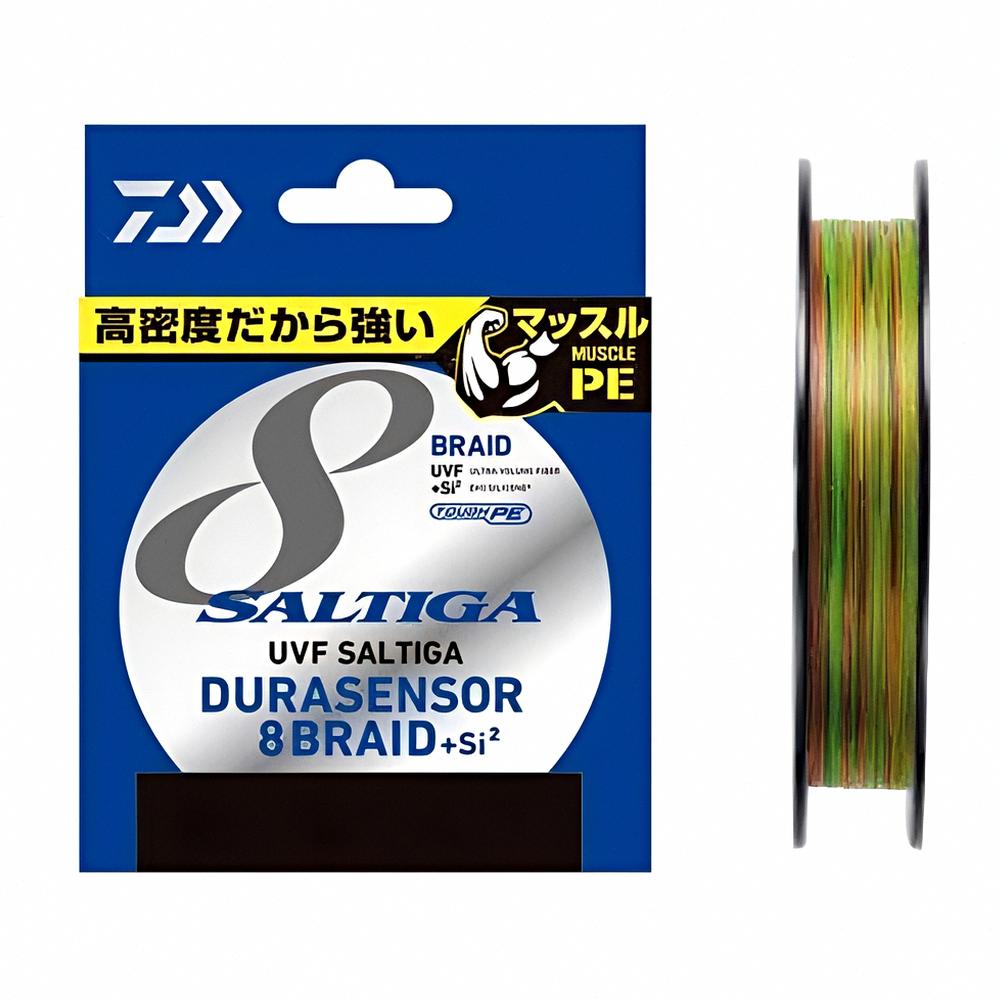 高密度だから強い
マッスル
MUSCLE
PE
8
BRAID
UVF
+Si²
TOUGH PE
SALTIGA
UVF SALTIGA
DURASENSOR
8BRAID+Si²